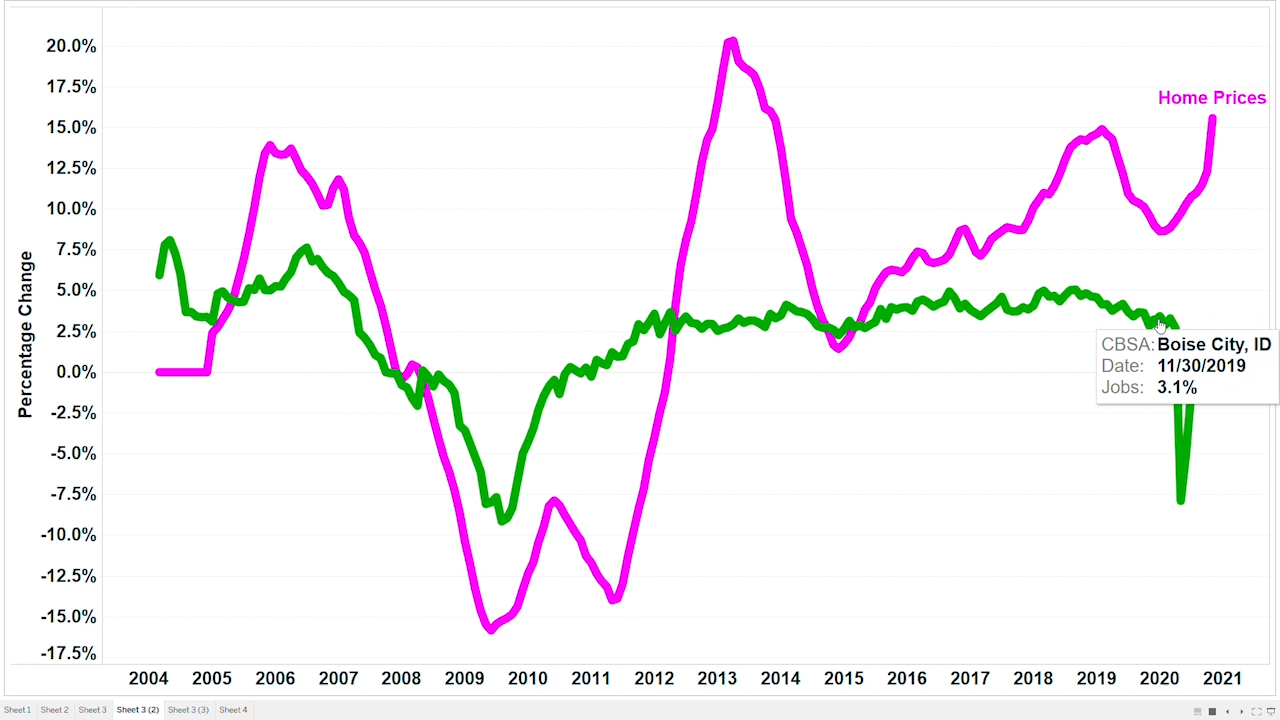 20.0%
17.5%
15.0%
12.5%
10.0%
7.5%
5.0%
2.5%
0.0%
-2.5%
-5.0%
-7.5%
-10.0%
-12.5%
-15.0%
-17.5%
Percentage Change
Home Prices
CBSA: Boise City, ID
Date: 11/30/2019
Jobs: 3.1%
2004 2005 2006 2007 2008 2009 2010 2011 2012 2013 2014 2015 2016 2017 2018 2019 2020 2021
Sheet 1 Sheet 2 Sheet 3 Sheet 3 (2) Sheet 3 (3) Sheet 4